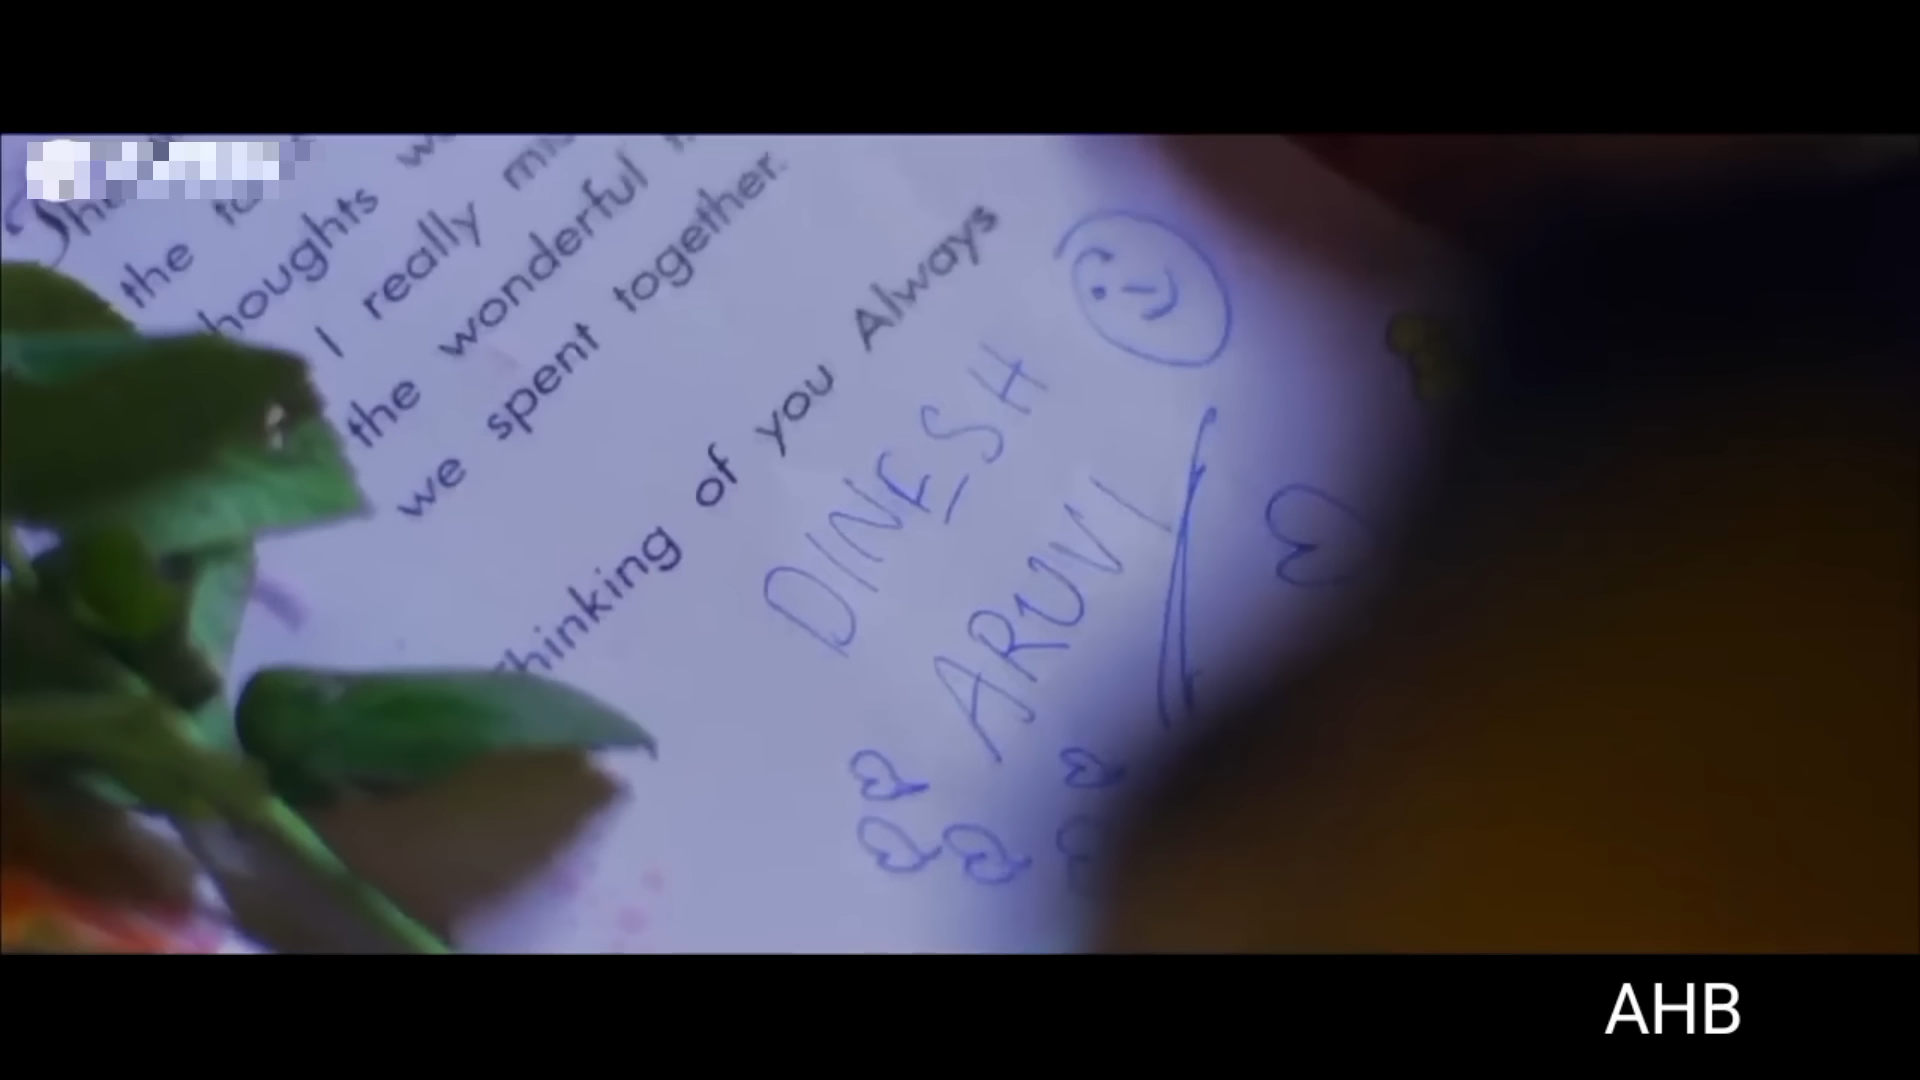 the
thoughts
I really
the wonderful
we spent together.
Thinking of you Always
DINESH
ARUVI
AHB